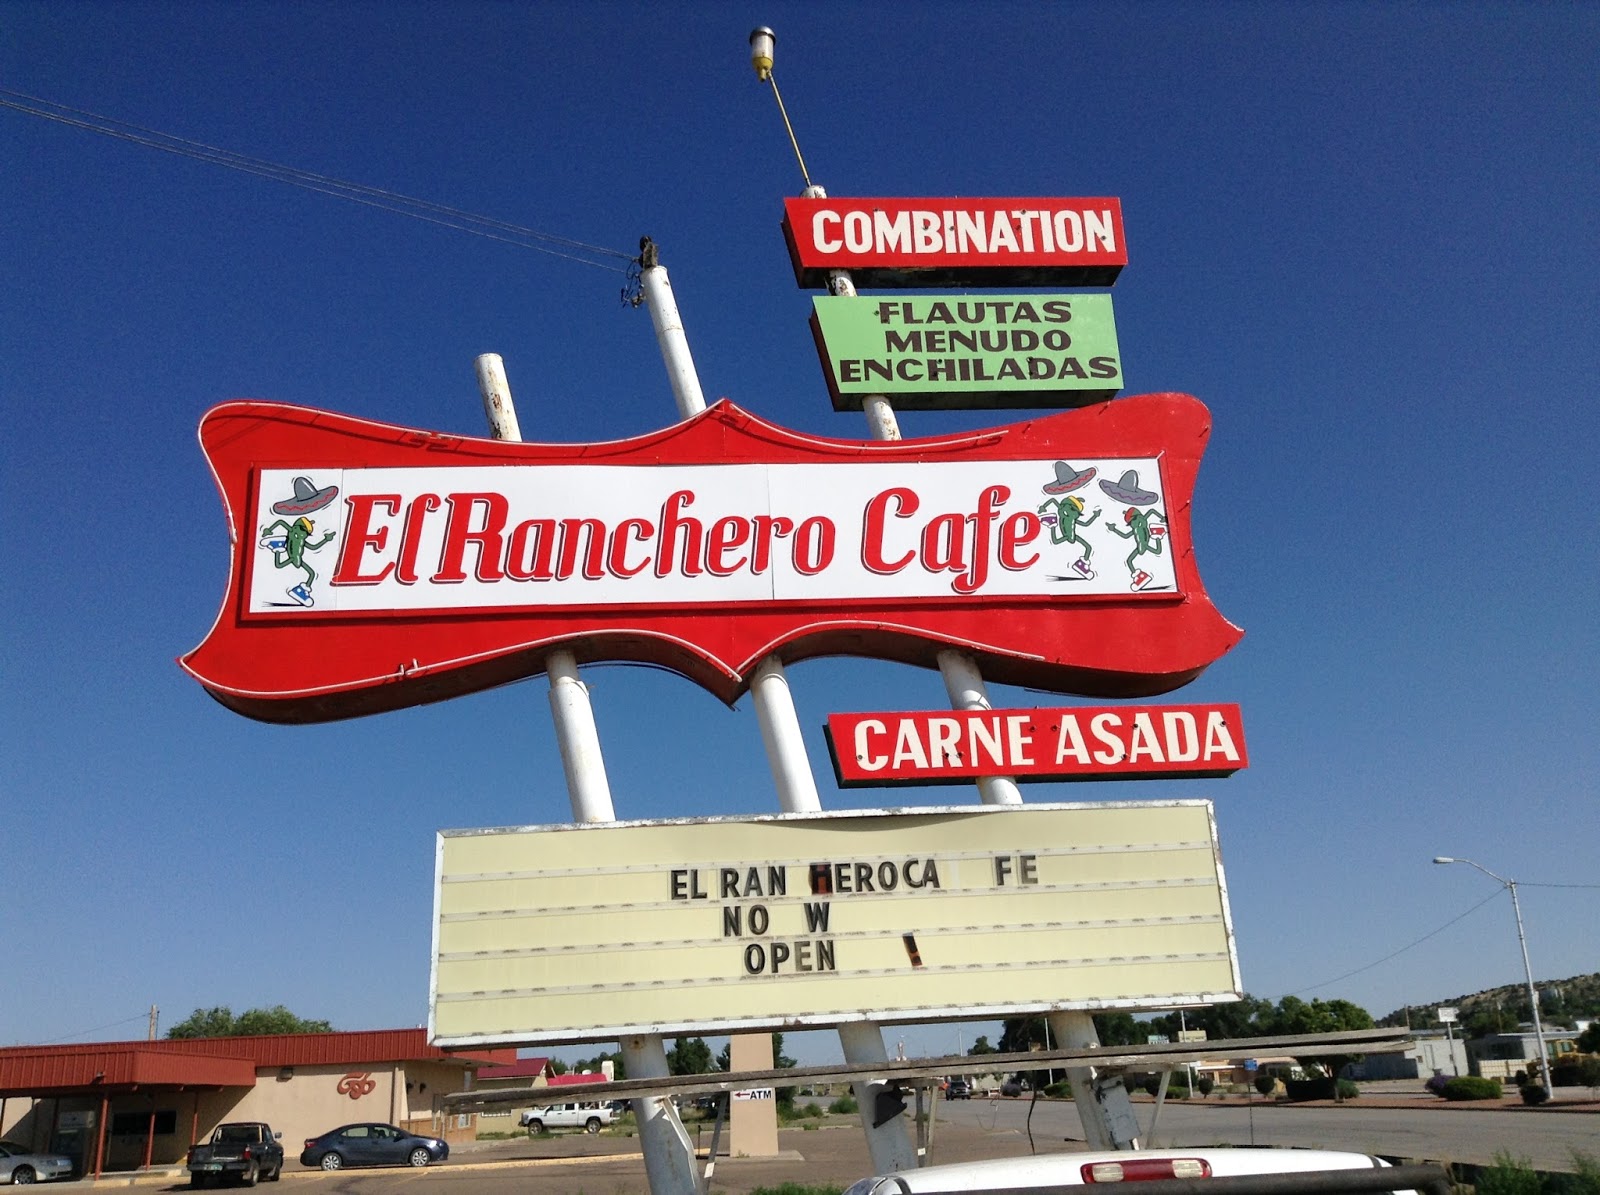 COMBINATION
FLAUTAS
MENUDO
ENCHILADAS
El Ranchero Cafe
CARNE ASADA
EL RAN HEROCA FE
NO W
OPEN
ATM